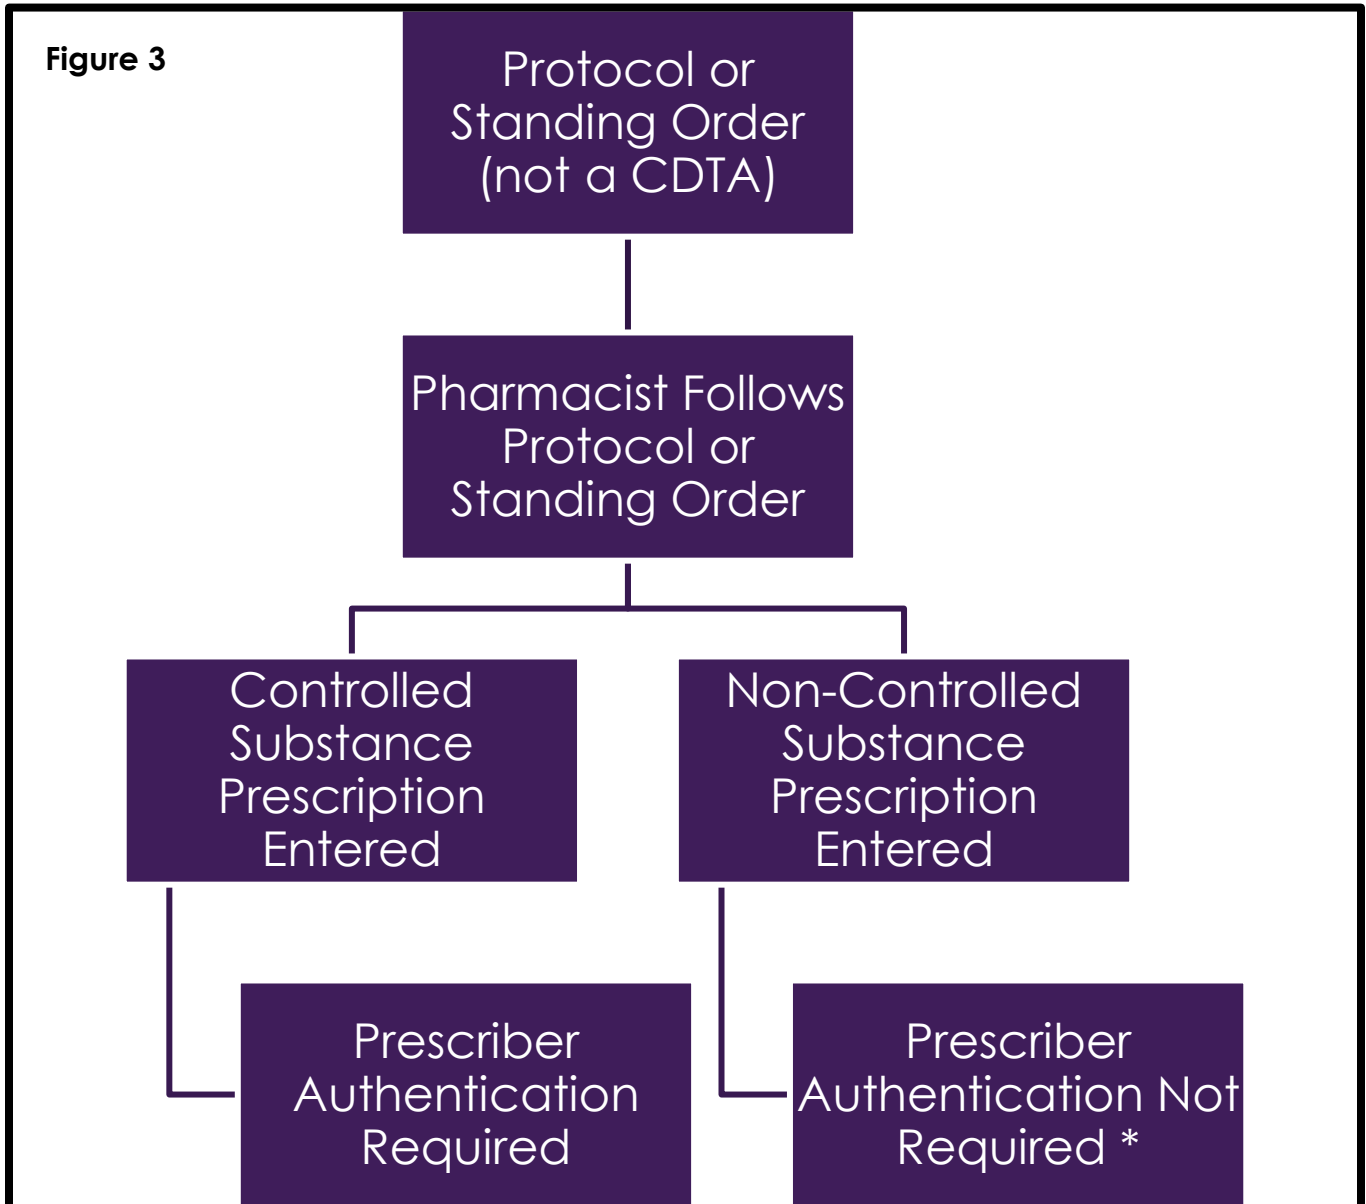 Figure 3
Protocol or
Standing Order
(not a CDTA)
Pharmacist Follows
Protocol or
Standing Order
Controlled
Substance
Prescription
Entered
Non-Controlled
Substance
Prescription
Entered
Prescriber
Authentication
Required
Prescriber
Authentication Not
Required *